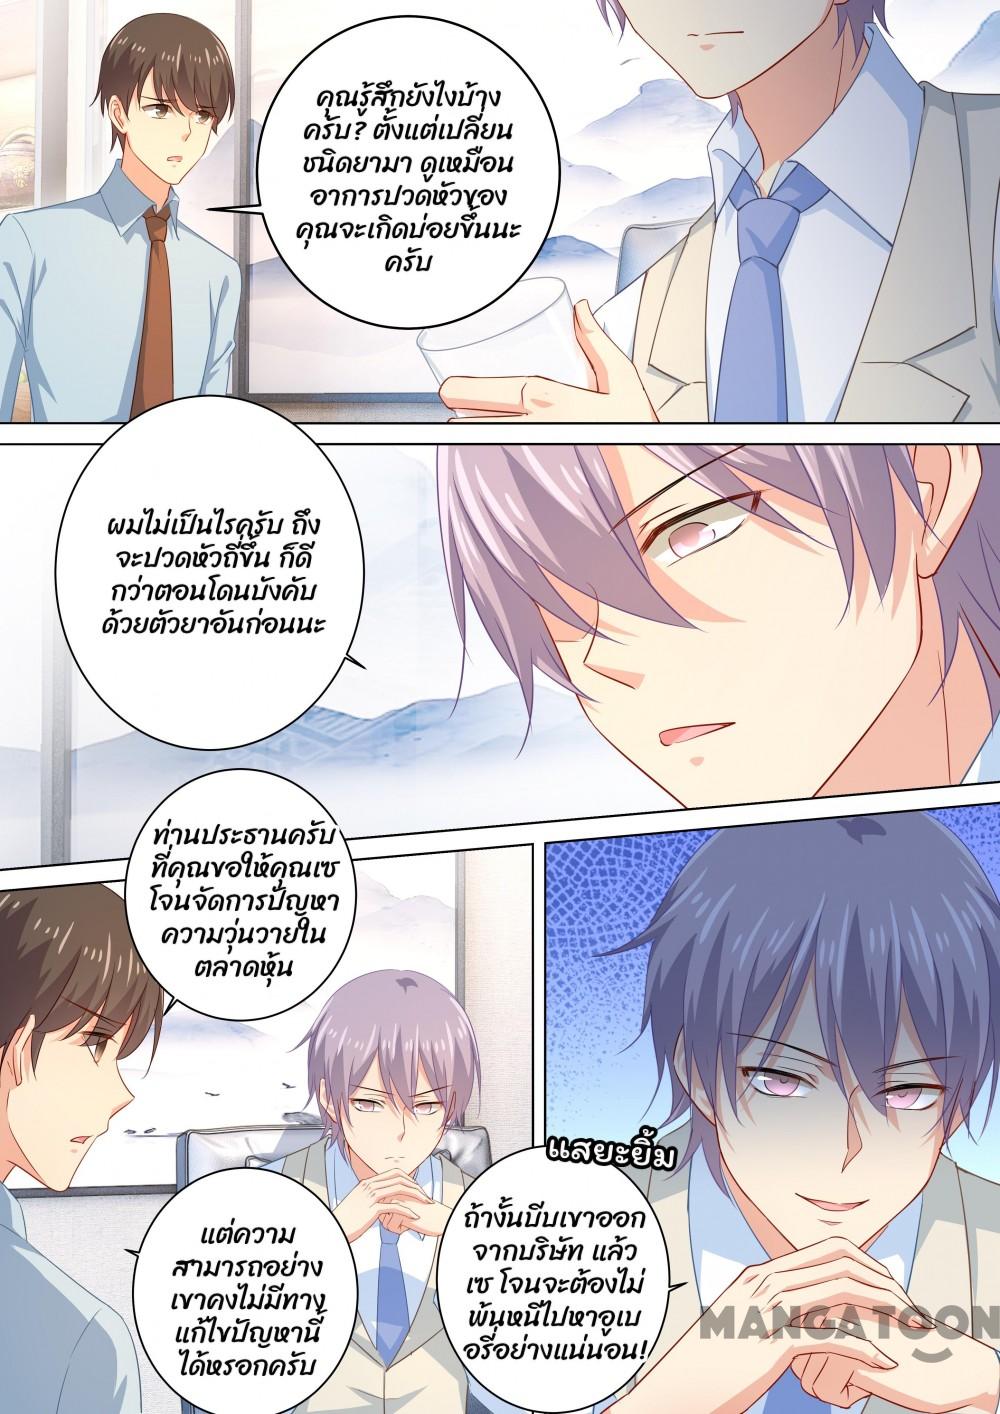 คุณรู้สึกยังไงบ้าง
ครับ? ตั้งแต่เปลี่ยน
ชนิดยามา ดูเหมือน
อาการปวดหัวของ
คุณจะเกิดบ่อยขึ้นนะ
ครับ
ผมไม่เป็นไรครับ ถึง
จะปวดหัวถี่ขึ้น ก็ดี
กว่าตอนโดนบังคับ
ด้วยตัวยาอันก่อนนะ
ท่านประธานครับ
ที่คุณขอให้คุณเซ
โจนจัดการปัญหา
ความวุ่นวายใน
ตลาดหุ้น
แต่ความ
สามารถอย่าง
เขาคงไม่มีทาง
แก้ไขปัญหานี้
ได้หรอกครับ
แสยะยิ้ม
ถ้างั้นบีบเขาออก
จากบริษัท แล้ว
เซ โจนจะต้องไม่
พ้นหนีไปหาอูเบ
อรี่อย่างแน่นอน!
MANGATOON